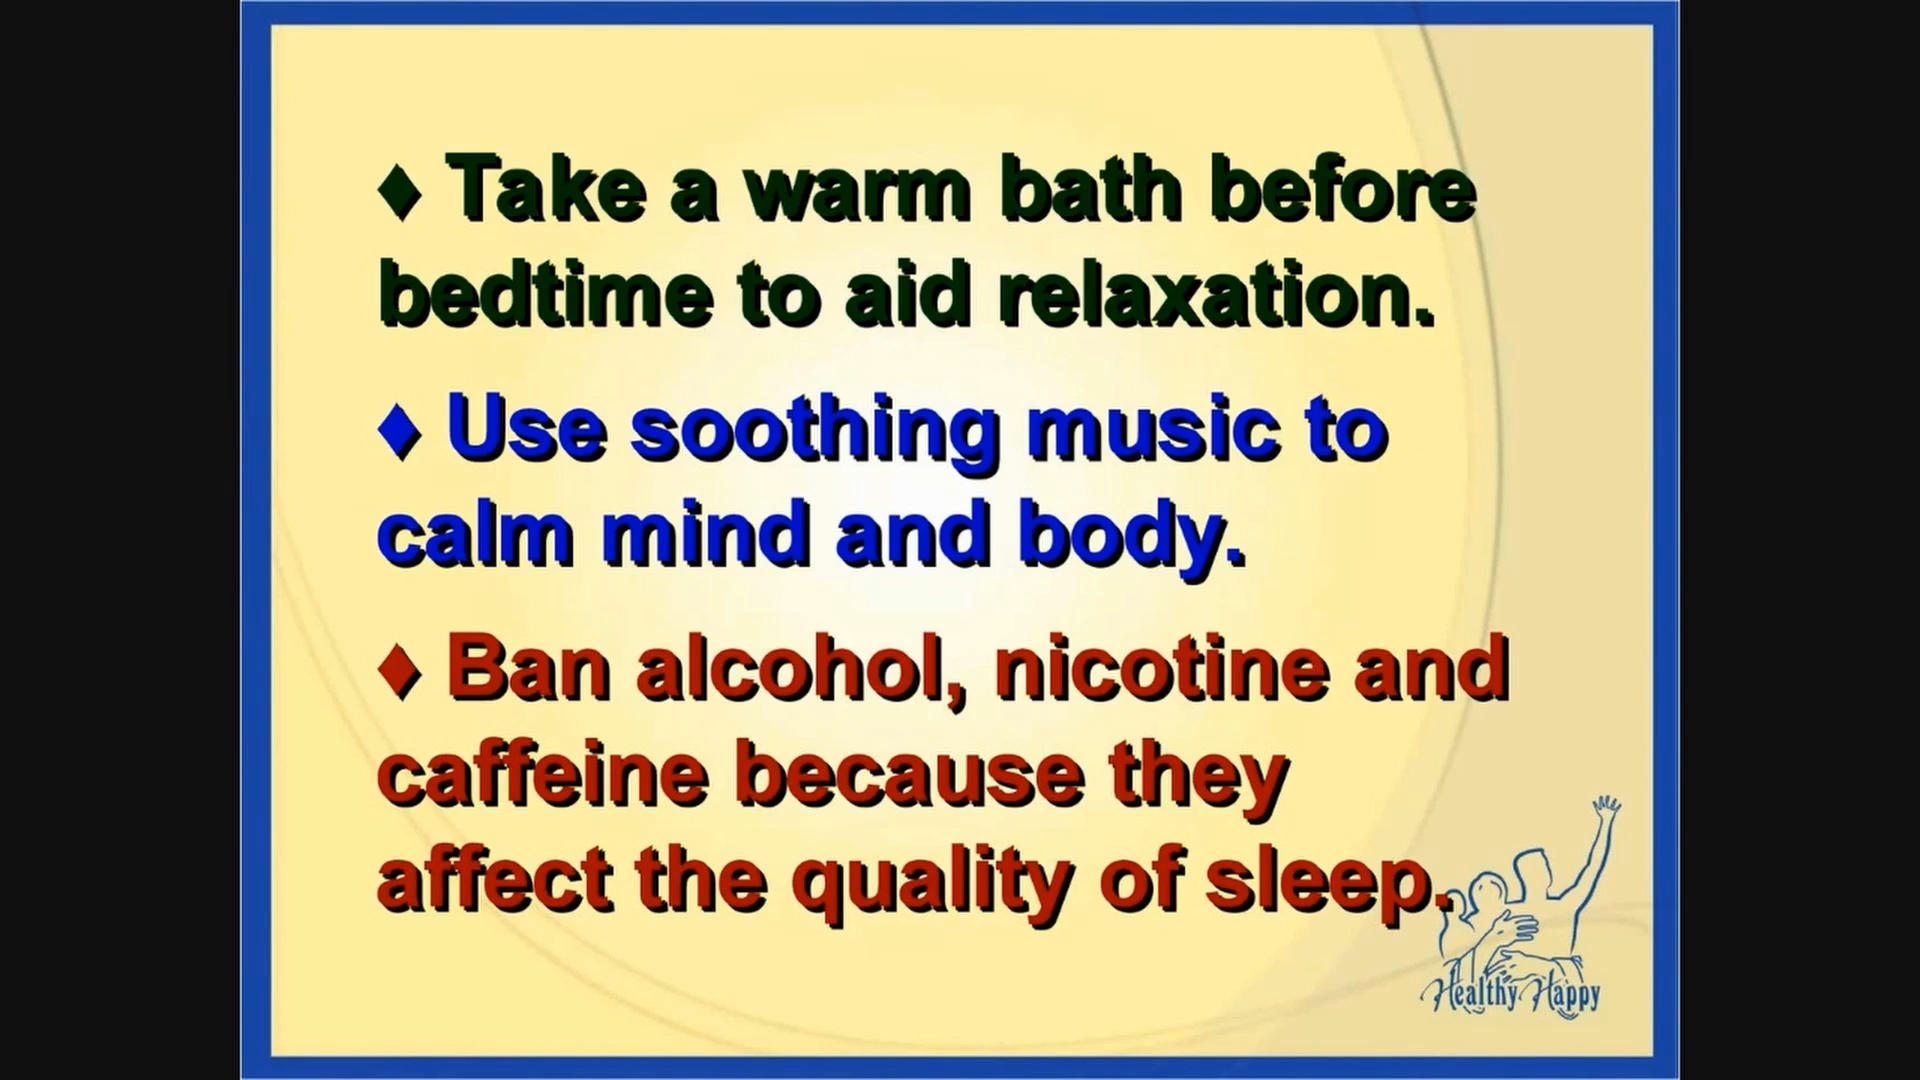 ♦ Take a warm bath before
bedtime to aid relaxation.
♦ Use soothing music to
calm mind and body.
♦ Ban alcohol, nicotine and
caffeine because they
affect the quality of sleep.
Healthy Happy